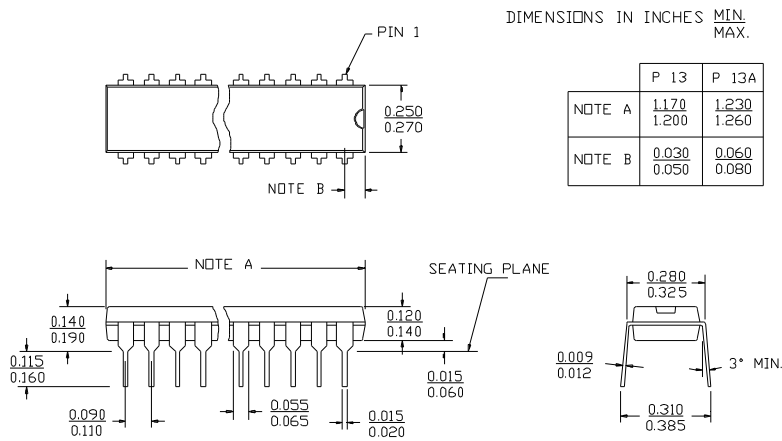 DIMENSIONS IN INCHES MIN.
MAX.
PIN 1
P 13 P 13A
NOTE A 1.170 1.230
1.200 1.260
NOTE B 0.030 0.060
0.050 0.080
0.250
0.270
NOTE B
NOTE A
SEATING PLANE
0.280
0.325
0.140
0.190
0.120
0.140
0.115
0.160
0.015
0.060
0.009
0.012
3° MIN.
0.090
0.110
0.055
0.065
0.015
0.020
0.310
0.385